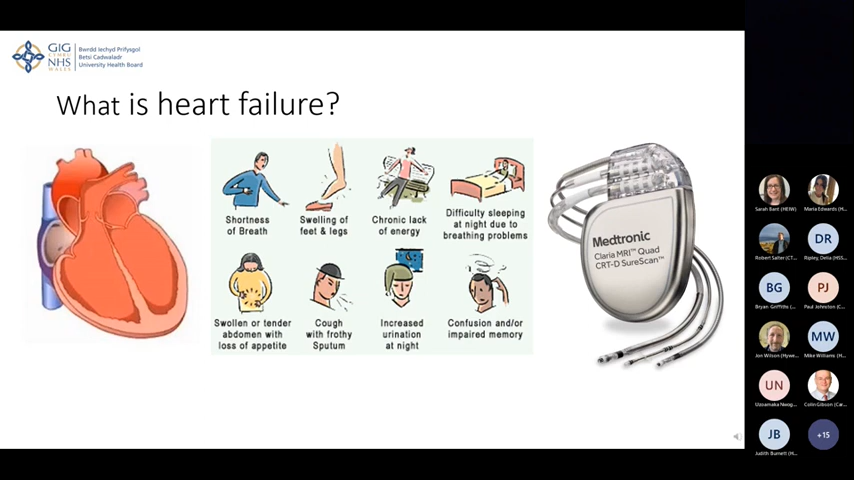 GIG
CYMRU
NHS
WALES
Bwrdd Iechyd Prifysgol
Betsi Cadwaladr
University Health Board
What is heart failure?
Shortness
of Breath
Swelling of
feet & legs
Chronic lack
of energy
Difficulty sleeping
at night due to
breathing problems
Swollen or tender
abdomen with
loss of appetite
Cough
with frothy
Sputum
Increased
urination
at night
Confusion and/or
impaired memory
Medtronic
Claria MRI™ Quad
CRT-D SureScan™
Sarah Bant (HEIW)
Maria Edwards (H...
Robert Salter (CT...
DR
Ripley, Delia (HSS...
BG
Bryan Griffiths (...
PJ
Paul Johnston (C...
Jon Wilson (Hywe...
MW
Mike Williams (H...
UN
Uzoamaka Nwog...
Colin Gibson (Car...
JB
Judith Burnett (H...
+15